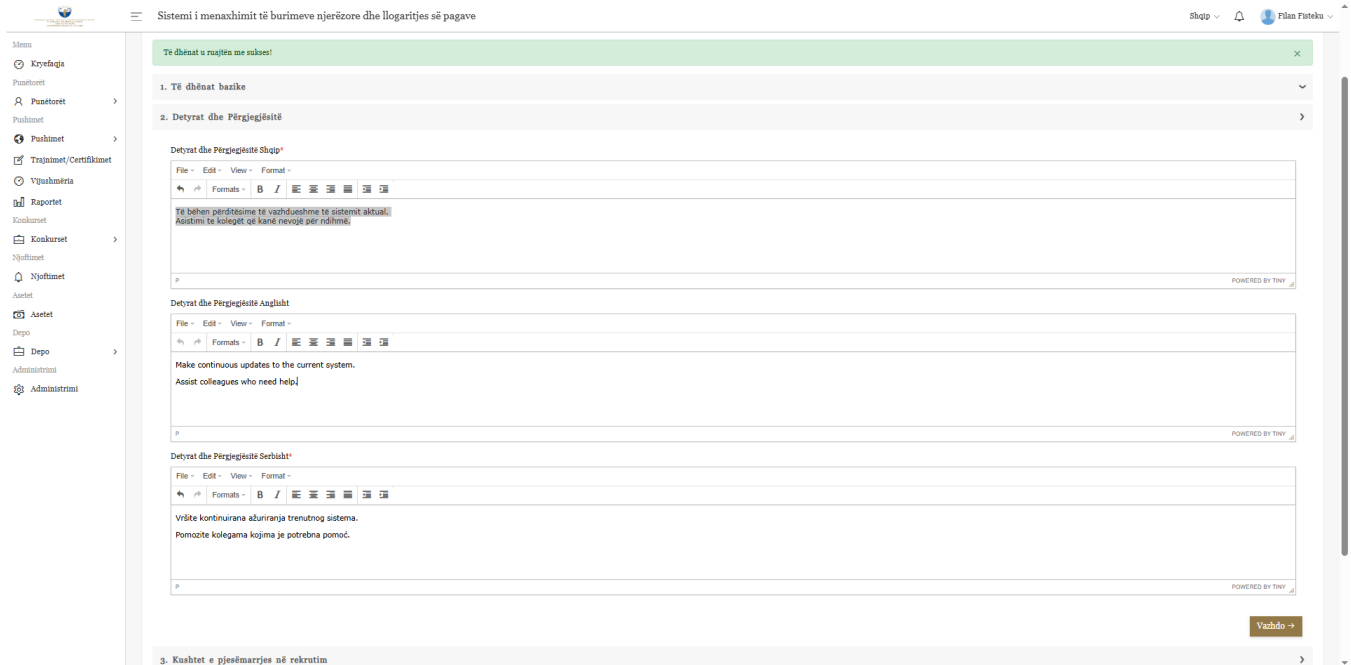 Sistemi i menaxhimit të burimeve njerëzore dhe llogaritjes së pagave
Shqip
Filan Fisteku
Menu
Kryefaqja
Punëtorët
Punëtorët
Pushimet
Pushimet
Trajnimet/Certifikimet
Vijushmëria
Raportet
Konkurset
Konkurset
Njoftimet
Njoftimet
Asetet
Asetet
Depo
Depo
Administrimi
Administrimi
Të dhënat u ruajtën me sukses!
1. Të dhënat bazike
2. Detyrat dhe Përgjegjësitë
Detyrat dhe Përgjegjësitë Shqip*
File Edit View Format
Formats B I
Të bëhen përditësime të vazhdueshme të sistemit aktual.
Asistimi te kolegët që kanë nevojë për ndihmë.
P
POWERED BY TINY
Detyrat dhe Përgjegjësitë Anglisht
File Edit View Format
Formats B I
Make continuous updates to the current system.
Assist colleagues who need help.
P
POWERED BY TINY
Detyrat dhe Përgjegjësitë Serbisht*
File Edit View Format
Formats B I
Vršite kontinuirana ažuriranja trenutnog sistema.
Pomozite kolegama kojima je potrebna pomoć.
P
POWERED BY TINY
Vazhdo →
3. Kushtet e pjesëmarrjes në rekrutim